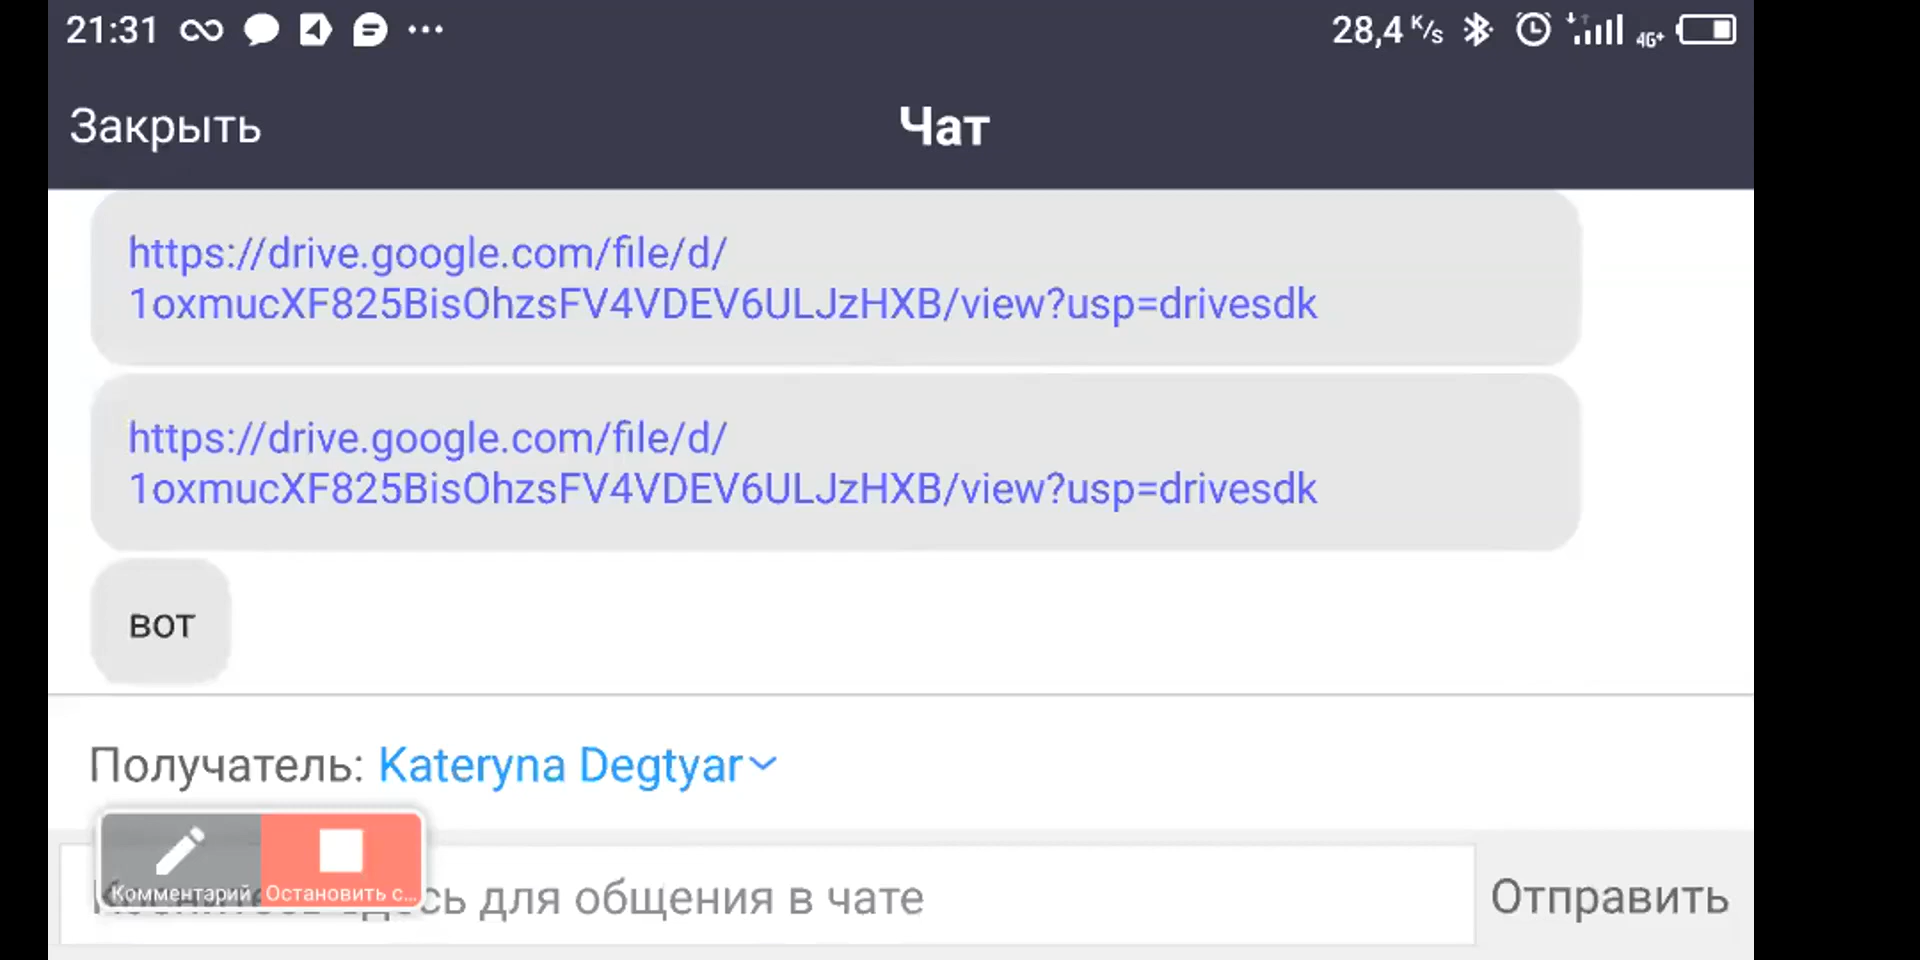 21:31 28,4 K/s 4G+
Закрыть Чат
https://drive.google.com/file/d/
1oxmucXF825BisOhzsFV4VDEV6ULJzHXB/view?usp=drivesdk
https://drive.google.com/file/d/
1oxmucXF825BisOhzsFV4VDEV6ULJzHXB/view?usp=drivesdk
вот
Получатель: Kateryna Degtyar
Комментарий Остановить с...
для общения в чате Отправить